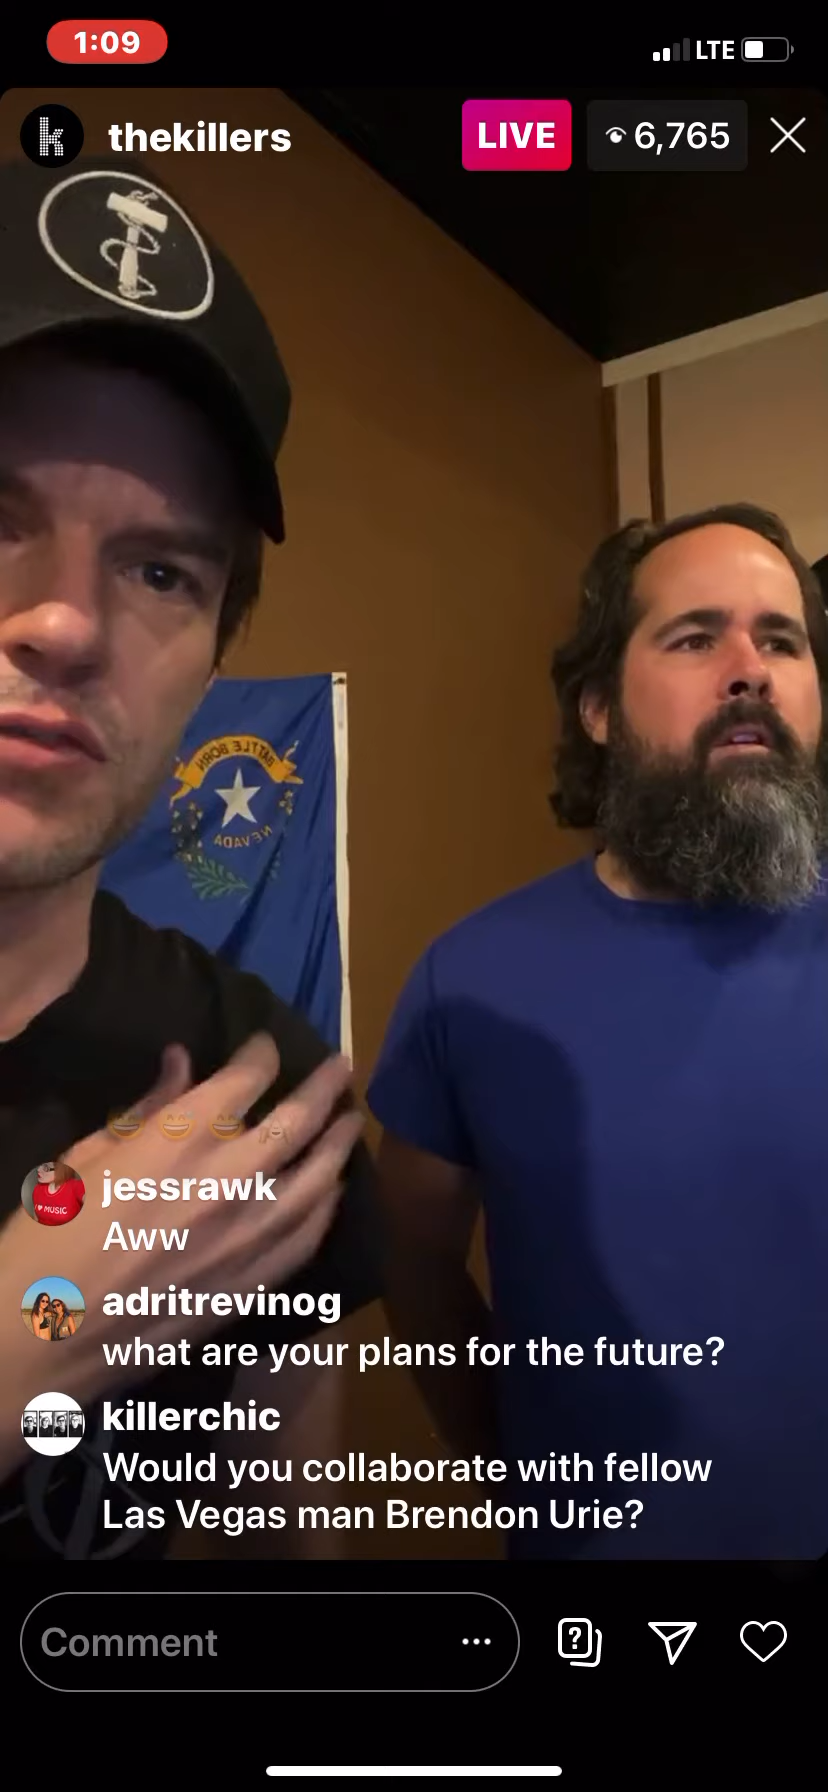 1:09
LTE
k thekillers LIVE 6,765
BATTLE BORN
NEVADA
I ❤ MUSIC
jessrawk
Aww
adritrevinog
what are your plans for the future?
killerchic
Would you collaborate with fellow
Las Vegas man Brendon Urie?
Comment